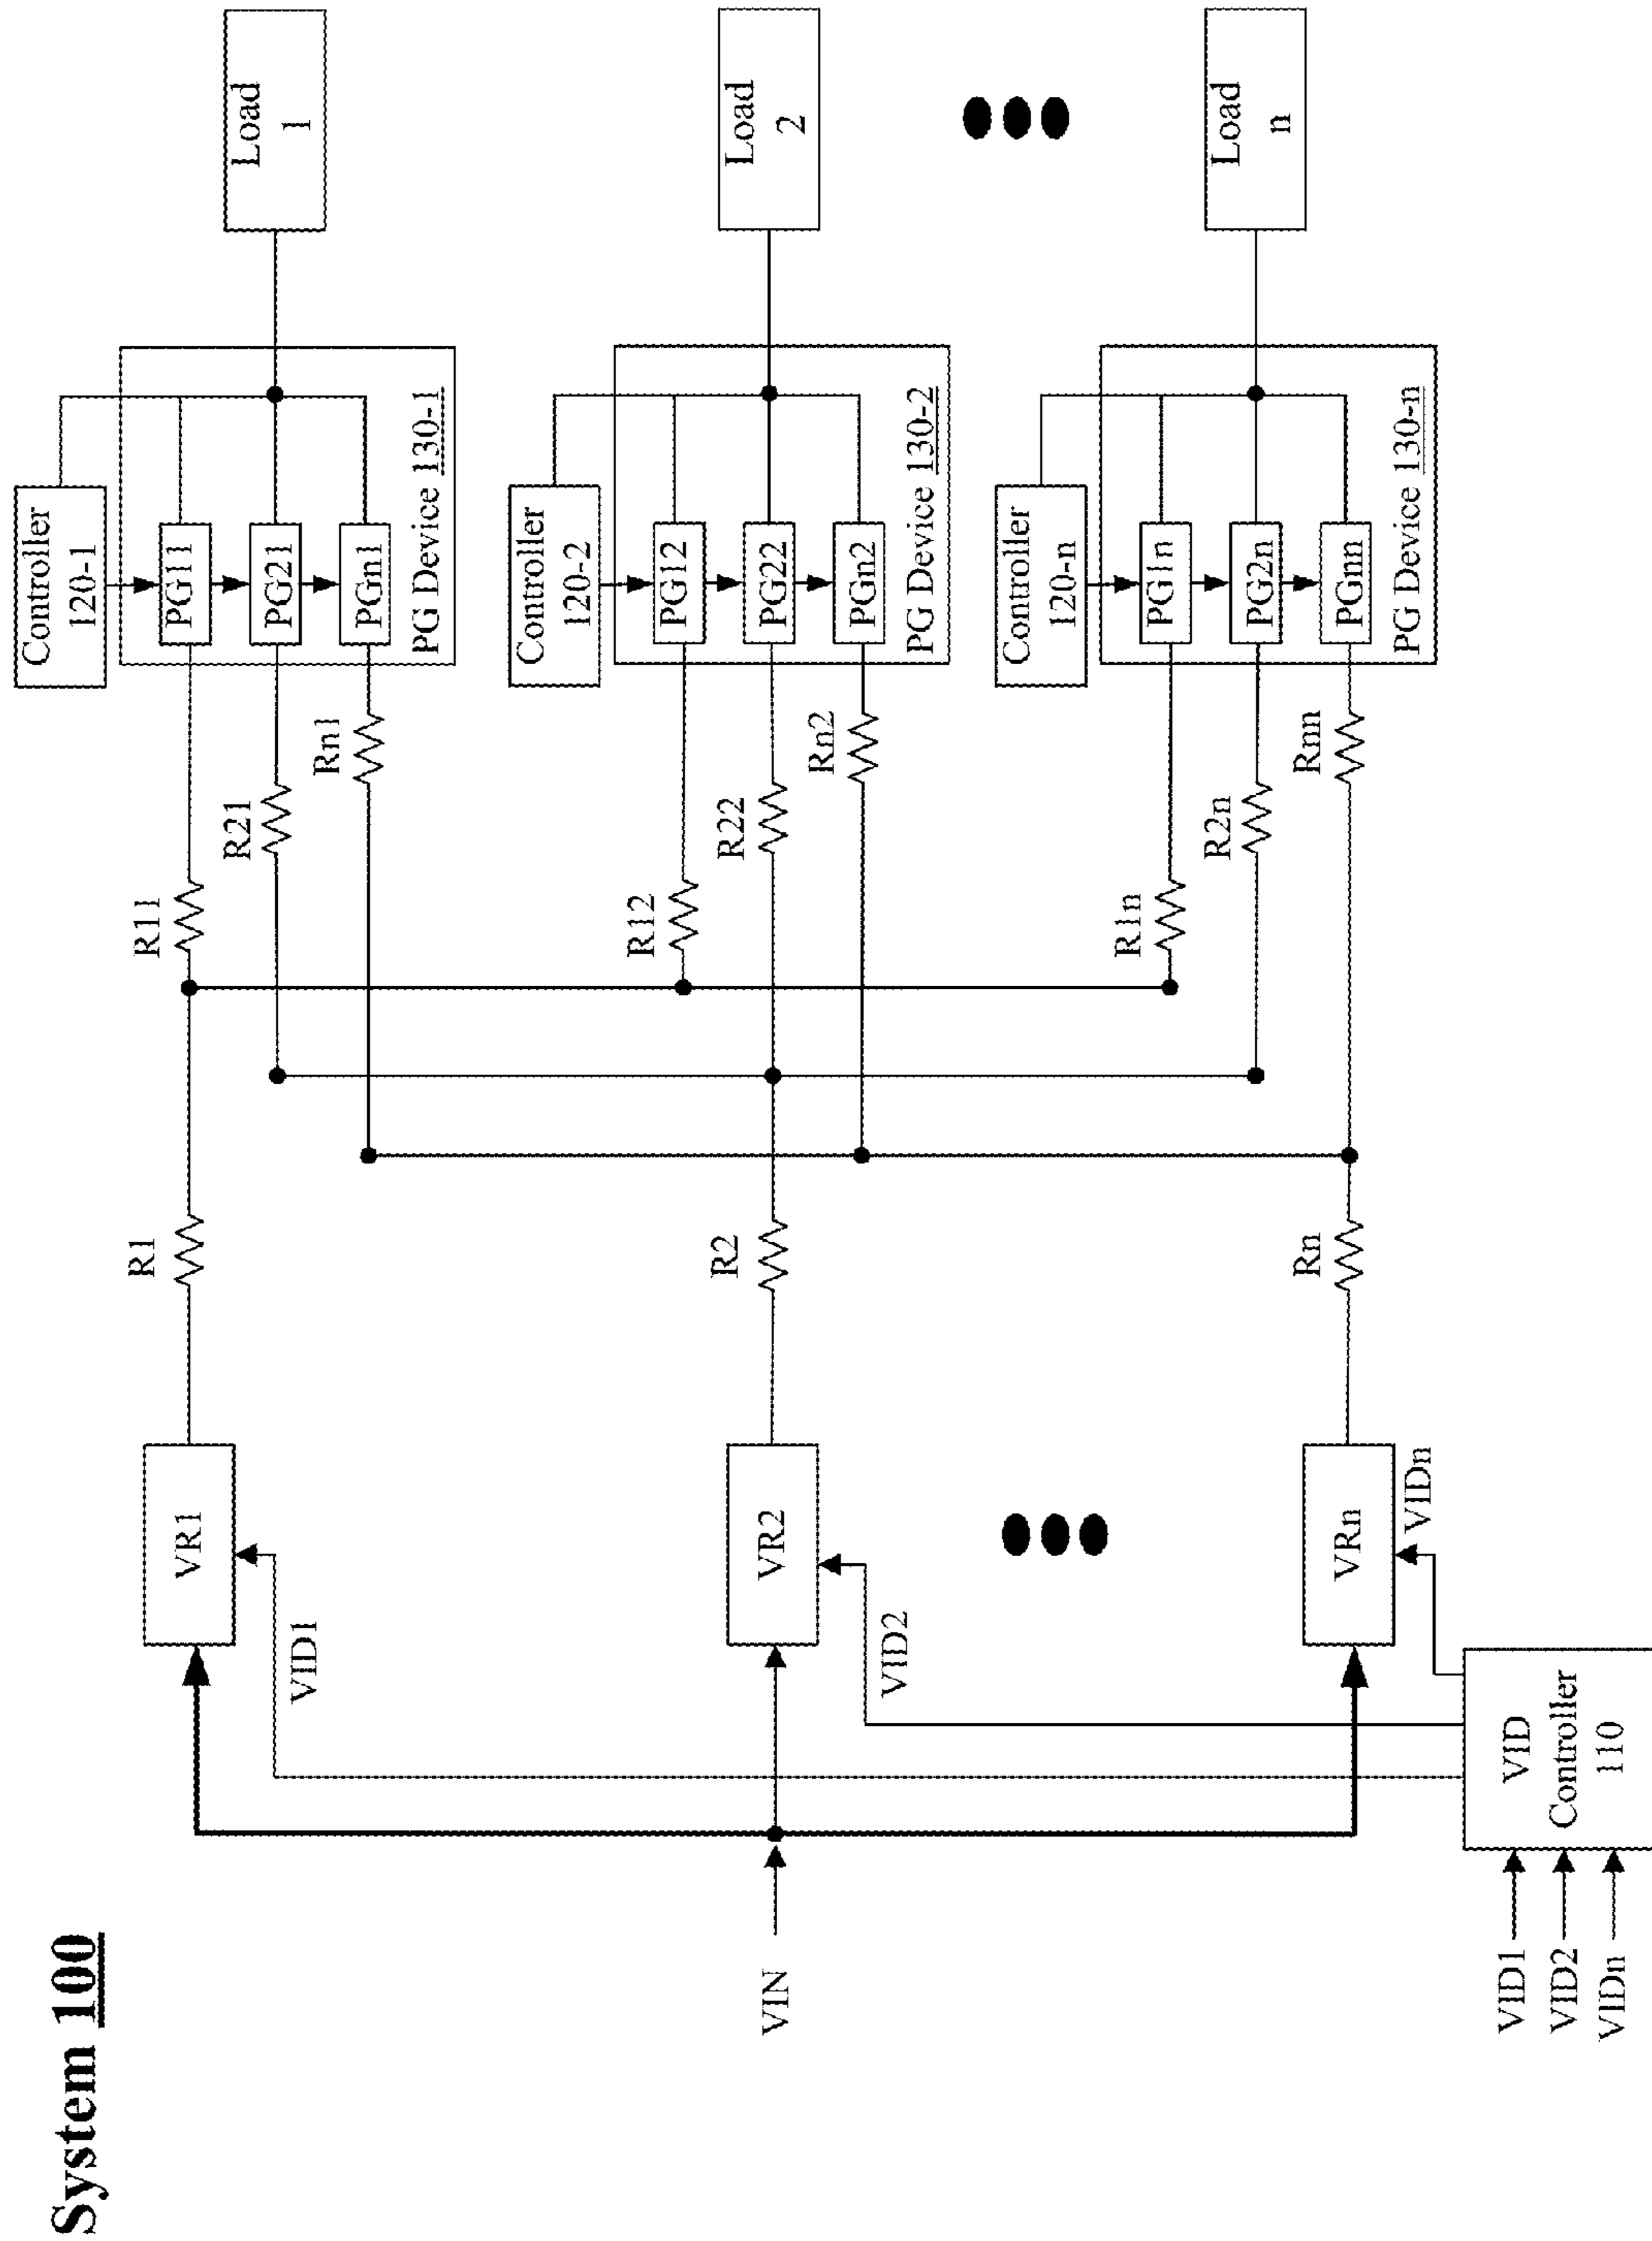 System 100
VIN
VID1
VID2
VIDn
VID
Controller
110
VID1
VID2
VIDn
VR1
VR2
VRn
R1
R2
Rn
R11
R21
Rn1
R12
R22
Rn2
R1n
R2n
Rnn
Controller
120-1
PG11
PG21
PGn1
PG Device 130-1
Controller
120-2
PG12
PG22
PGn2
PG Device 130-2
Controller
120-n
PG1n
PG2n
PGnn
PG Device 130-n
Load
1
Load
2
Load
n